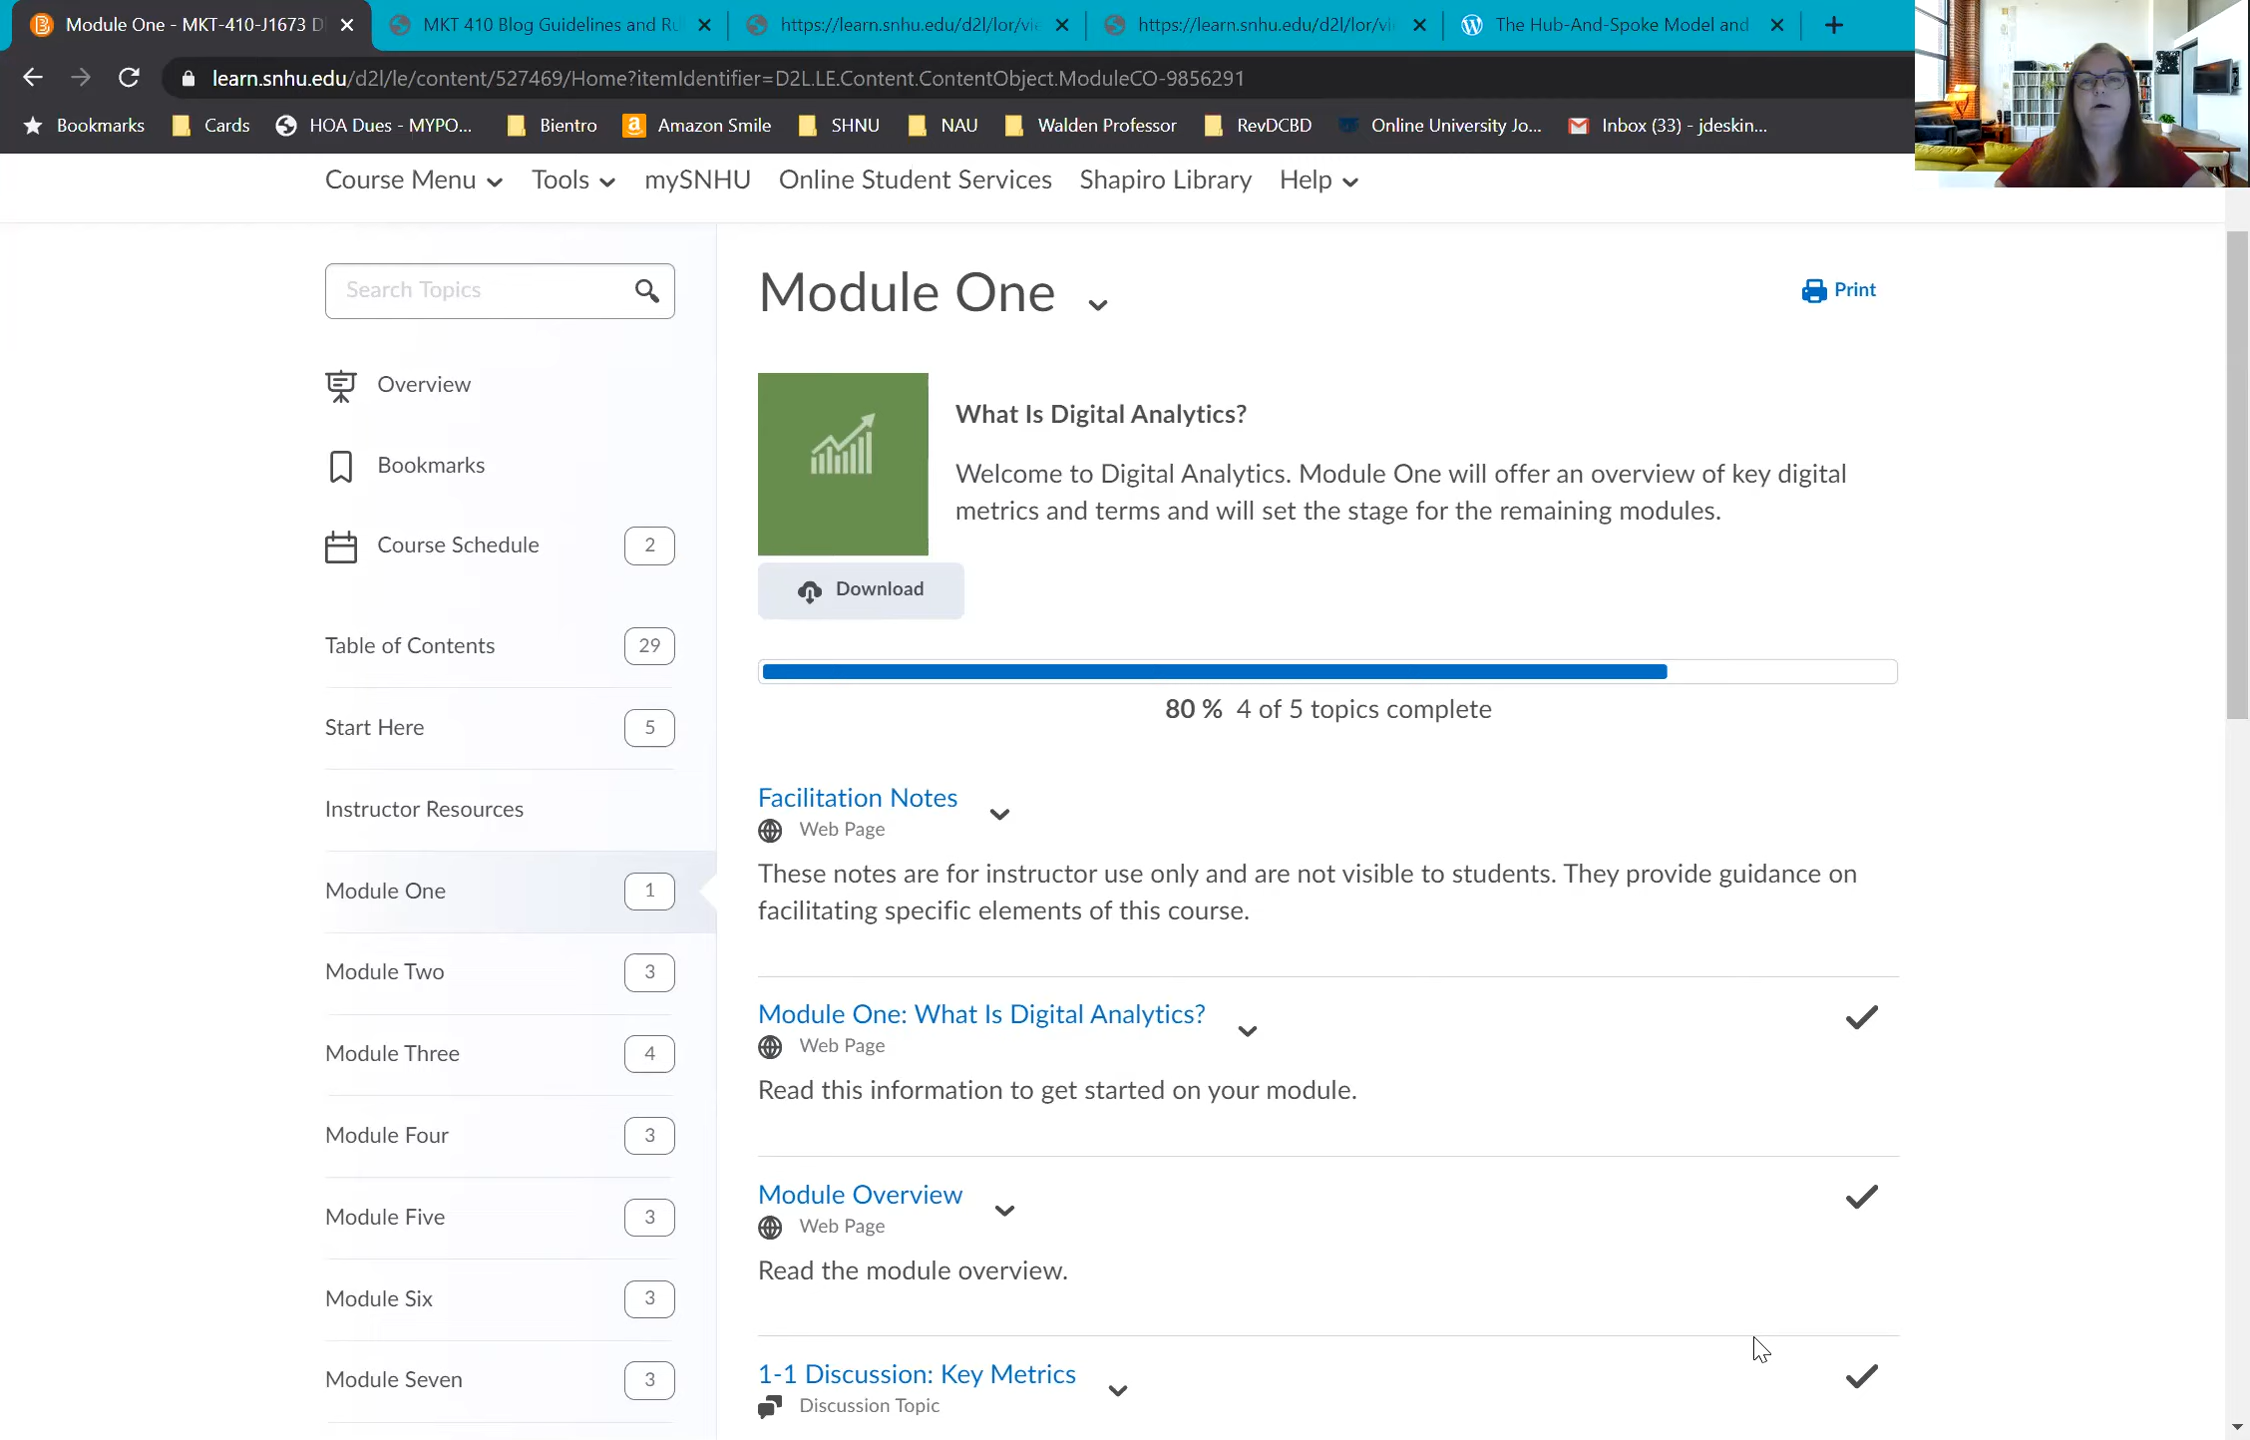 Module One - MKT-410-J1673 D
MKT 410 Blog Guidelines and Ru
https://learn.snhu.edu/d2l/lor/vie
https://learn.snhu.edu/d2l/lor/vi
The Hub-And-Spoke Model and
learn.snhu.edu/d2l/le/content/527469/Home?itemIdentifier=D2L.LE.Content.ContentObject.ModuleCO-9856291
Bookmarks
Cards
HOA Dues - MYPO...
Bientro
Amazon Smile
SHNU
NAU
Walden Professor
RevDCBD
Online University Jo...
Inbox (33) - jdeskin...
Course Menu
Tools
mySNHU
Online Student Services
Shapiro Library
Help
Search Topics
Overview
Bookmarks
Course Schedule 2
Table of Contents 29
Start Here 5
Instructor Resources
Module One 1
Module Two 3
Module Three 4
Module Four 3
Module Five 3
Module Six 3
Module Seven 3
Module One
Print
What Is Digital Analytics?
Welcome to Digital Analytics. Module One will offer an overview of key digital
metrics and terms and will set the stage for the remaining modules.
Download
80 % 4 of 5 topics complete
Facilitation Notes
Web Page
These notes are for instructor use only and are not visible to students. They provide guidance on
facilitating specific elements of this course.
Module One: What Is Digital Analytics?
Web Page
Read this information to get started on your module.
Module Overview
Web Page
Read the module overview.
1-1 Discussion: Key Metrics
Discussion Topic